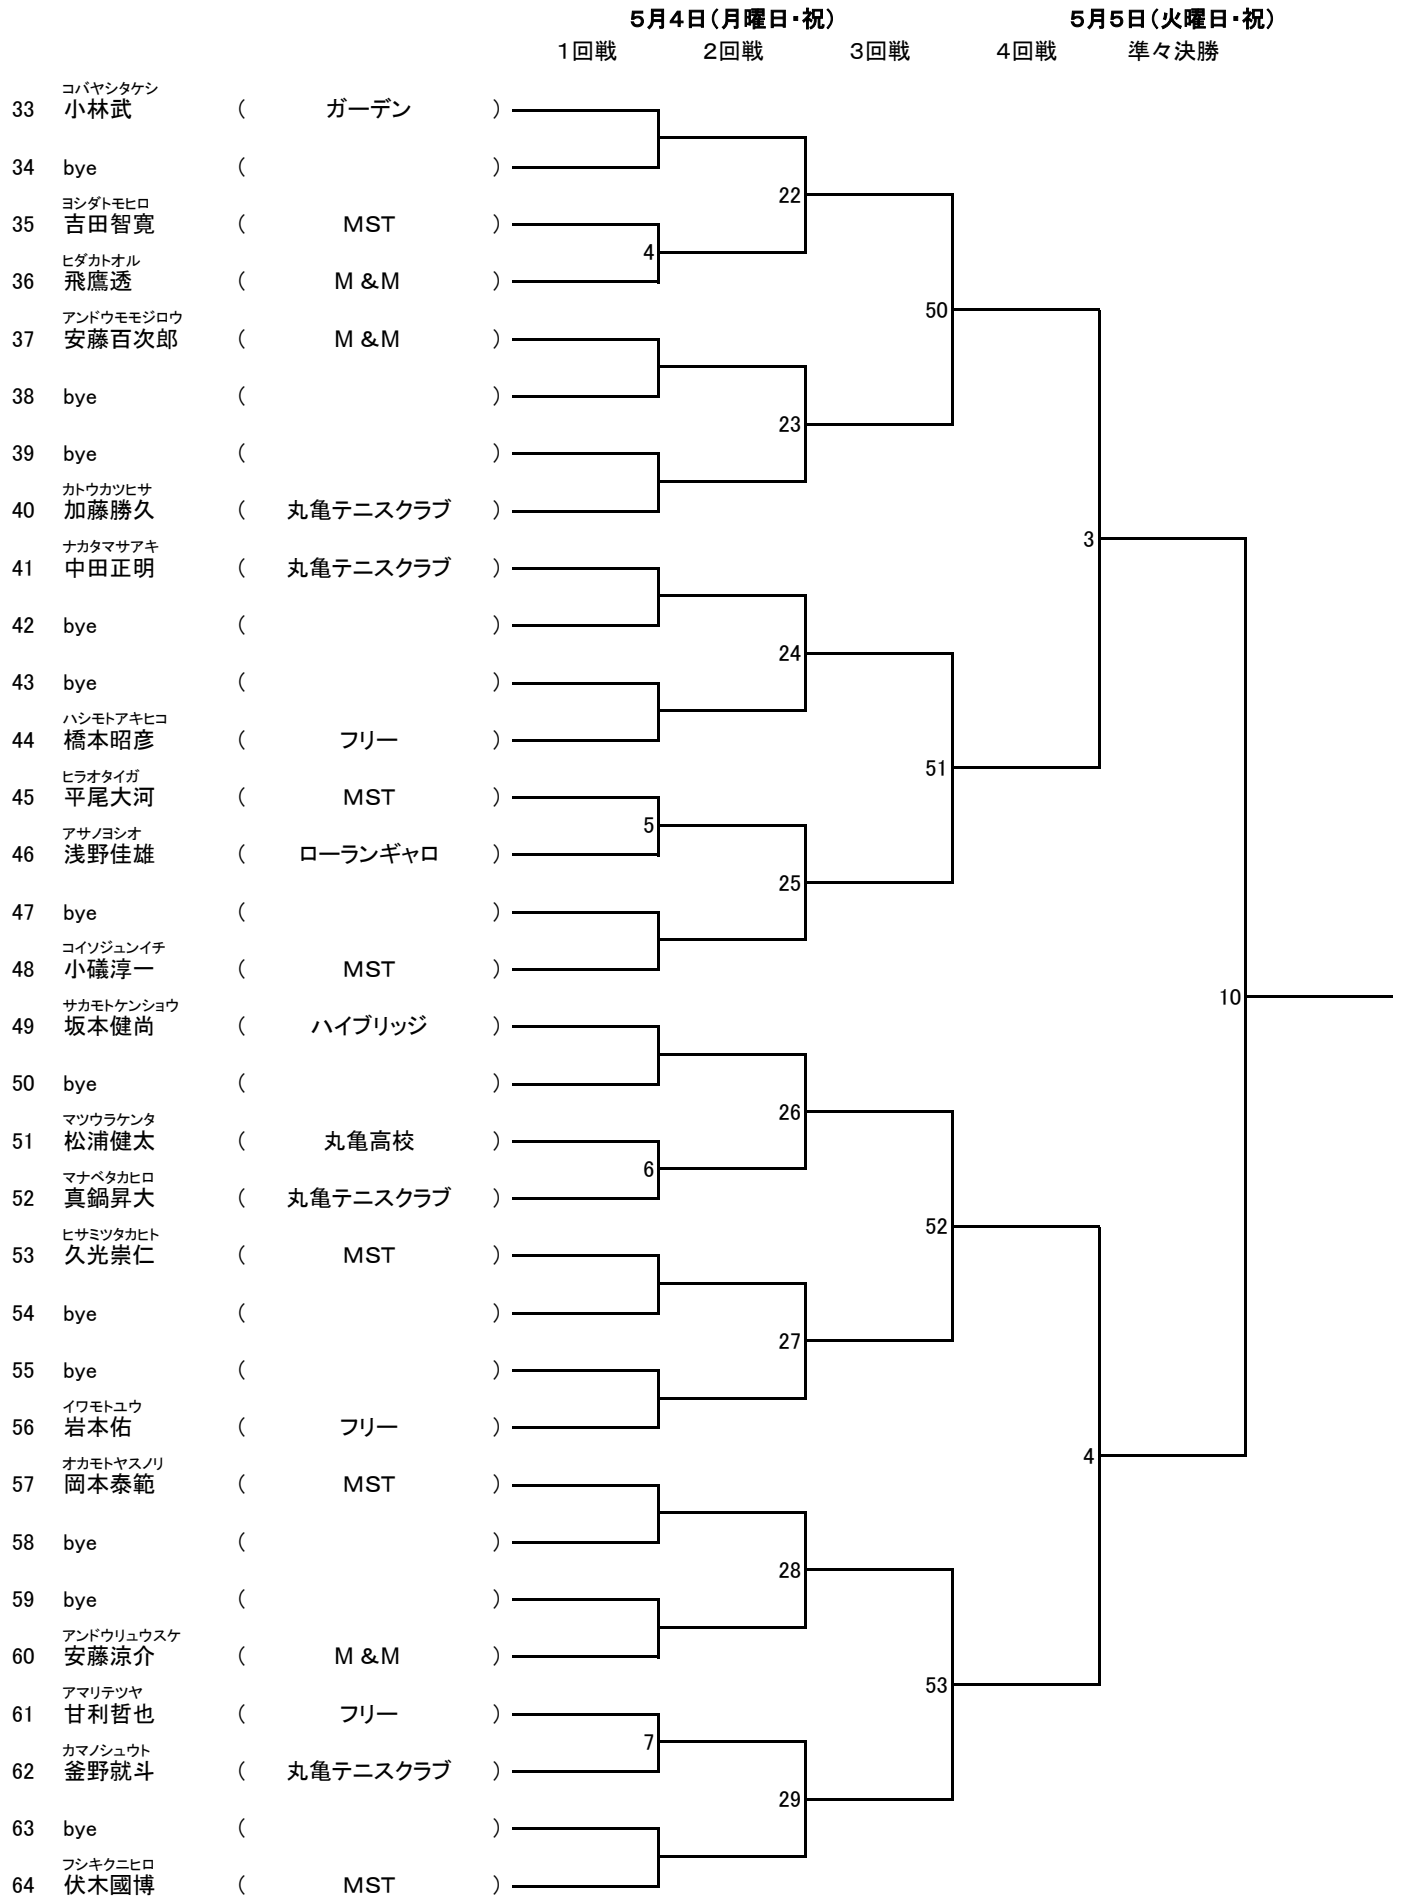 5月4日(月曜日・祝) 5月5日(火曜日・祝)
1回戦 2回戦 3回戦 4回戦 準々決勝
コバヤシタケシ
33 小林武 ( ガーデン )
34 bye ( )
22
ヨシダトモヒロ
35 吉田智寛 ( MST )
4
ヒダカトオル
36 飛鷹透 ( M &M )
50
アンドウモモジロウ
37 安藤百次郎 ( M &M )
38 bye ( )
23
39 bye ( )
カトウカツヒサ
40 加藤勝久 ( 丸亀テニスクラブ )
3
ナカタマサアキ
41 中田正明 ( 丸亀テニスクラブ )
42 bye ( )
24
43 bye ( )
ハシモトアキヒコ
44 橋本昭彦 ( フリー )
51
ヒラオタイガ
45 平尾大河 ( MST )
5
アサノヨシオ
46 浅野佳雄 ( ローランギャロ )
25
47 bye ( )
コイソジュンイチ
48 小礒淳一 ( MST )
10
サカモトケンショウ
49 坂本健尚 ( ハイブリッジ )
50 bye ( )
26
マツウラケンタ
51 松浦健太 ( 丸亀高校 )
6
マナベタカヒロ
52 真鍋昇大 ( 丸亀テニスクラブ )
52
ヒサミツタカヒト
53 久光崇仁 ( MST )
54 bye ( )
27
55 bye ( )
イワモトユウ
56 岩本佑 ( フリー )
4
オカモトヤスノリ
57 岡本泰範 ( MST )
58 bye ( )
28
59 bye ( )
アンドウリュウスケ
60 安藤涼介 ( M &M )
53
アマリテツヤ
61 甘利哲也 ( フリー )
7
カマノシュウト
62 釜野就斗 ( 丸亀テニスクラブ )
29
63 bye ( )
フシキクニヒロ
64 伏木國博 ( MST )